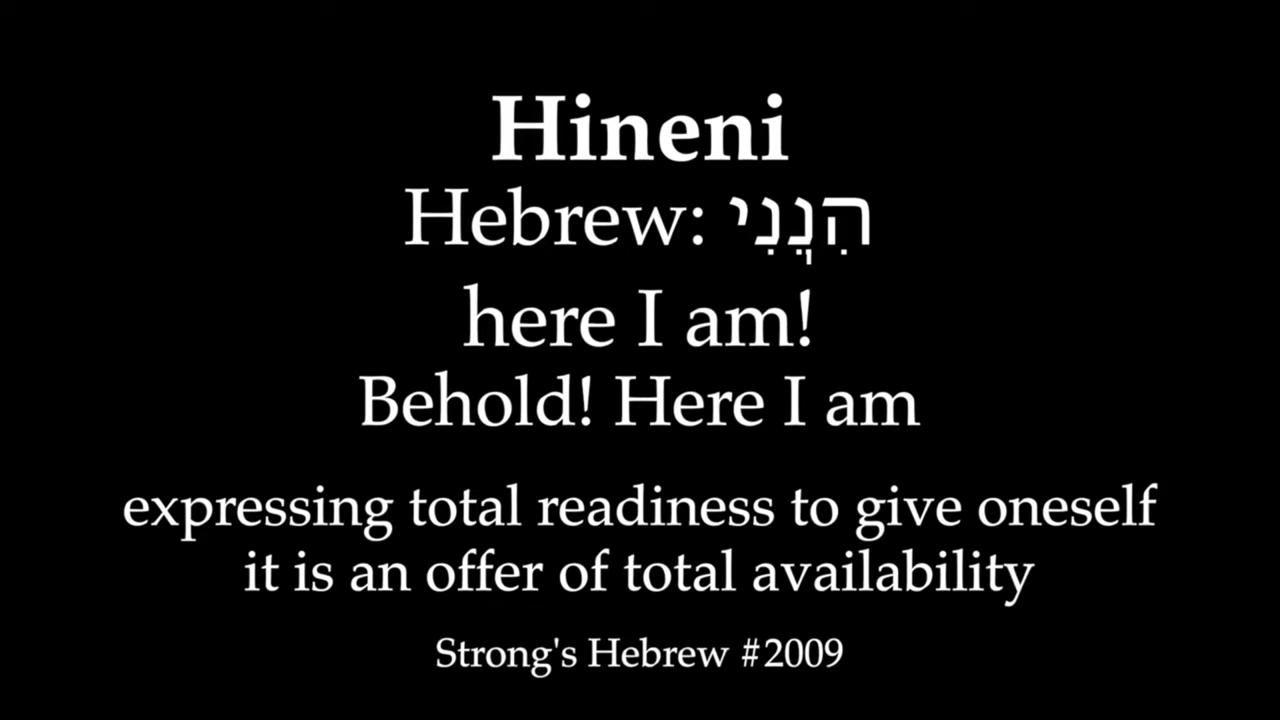 Hineni
Hebrew: הִנְֵנִי
here I am!
Behold! Here I am
expressing total readiness to give oneself
it is an offer of total availability
Strong's Hebrew #2009